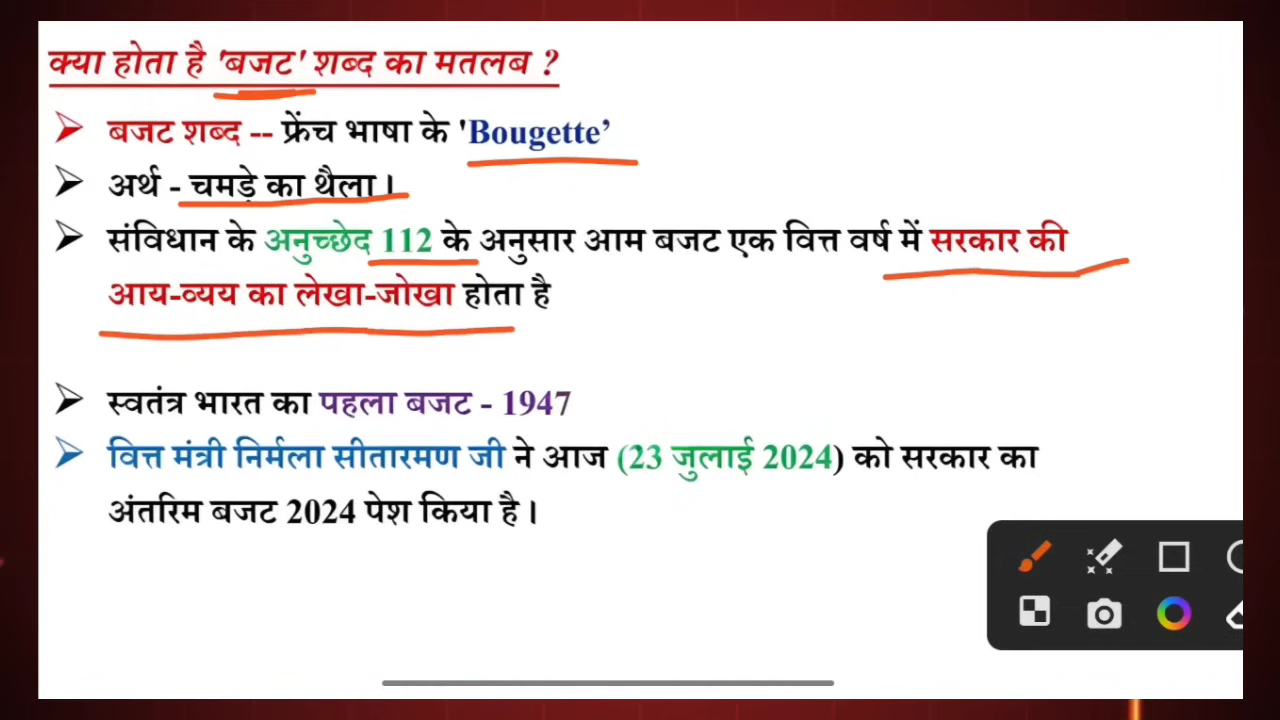 क्या होता है 'बजट' शब्द का मतलब ?
बजट शब्द -- फ्रेंच भाषा के 'Bougette’
अर्थ - चमड़े का थैला।
संविधान के अनुच्छेद 112 के अनुसार आम बजट एक वित्त वर्ष में सरकार की
आय-व्यय का लेखा-जोखा होता है
स्वतंत्र भारत का पहला बजट - 1947
वित्त मंत्री निर्मला सीतारमण जी ने आज (23 जुलाई 2024) को सरकार का
अंतरिम बजट 2024 पेश किया है।